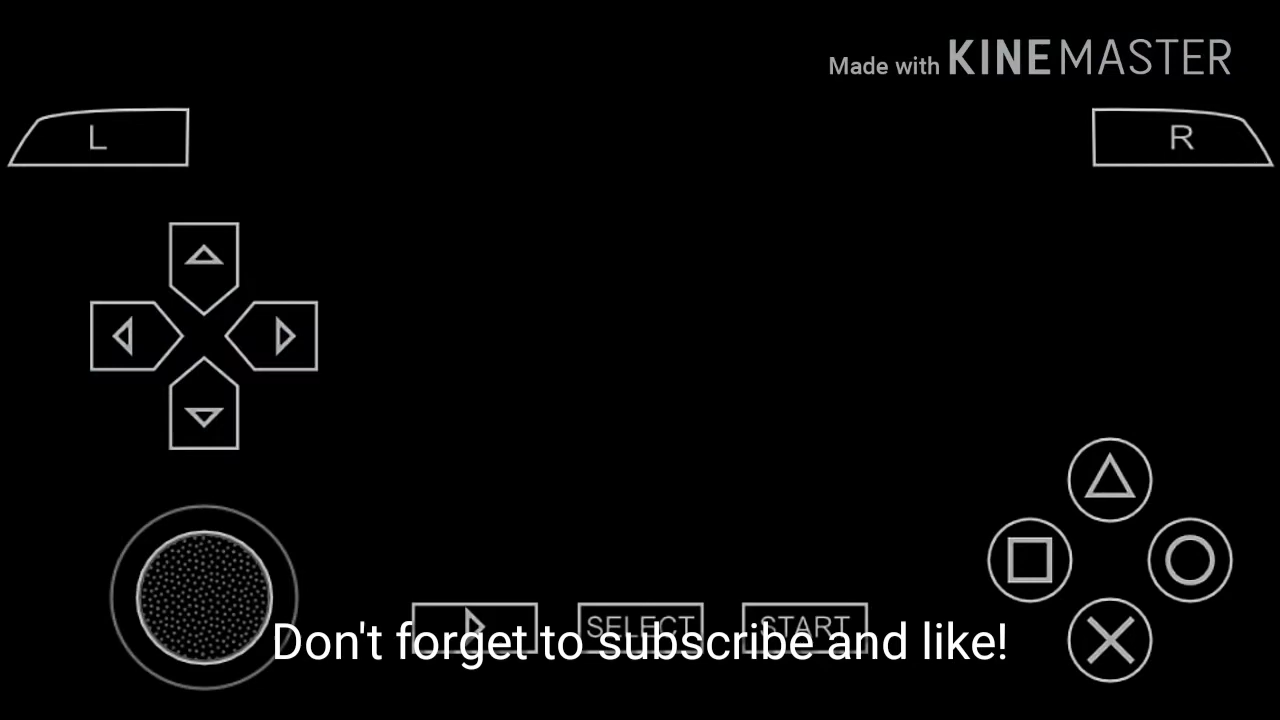 Made with KINEMASTER
L
R
SELECT
START
Don't forget to subscribe and like!